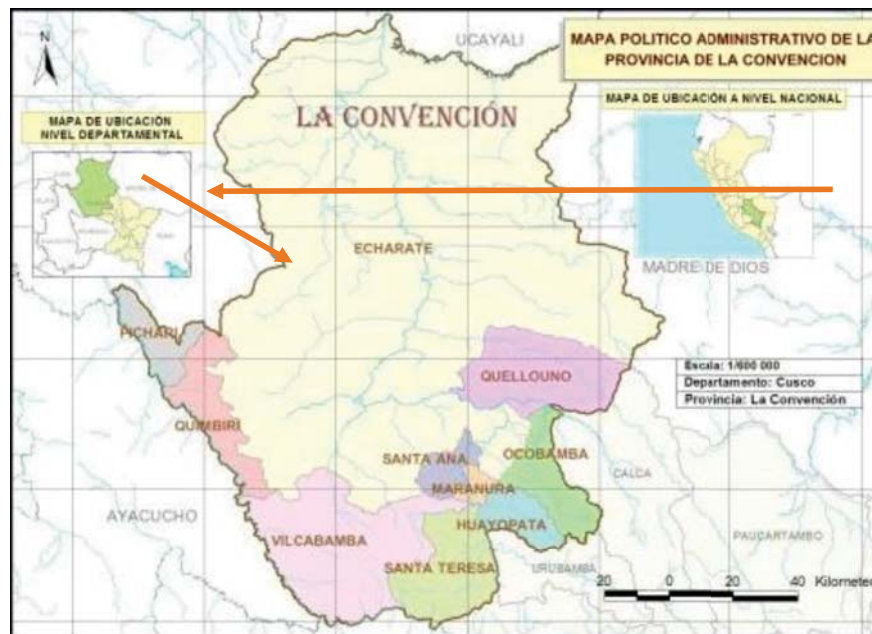 N
UCAYALI
MAPA POLITICO ADMINISTRATIVO DE LA
PROVINCIA DE LA CONVENCION
MAPA DE UBICACIÓN
NIVEL DEPARTAMENTAL
LA CONVENCIÓN
MAPA DE UBICACIÓN A NIVEL NACIONAL
ECHARATE
MADRE DE DIOS
PICHARI
QUELLOUNO
Escala: 1/600 000
Departamento: Cusco
Provincia: La Convención
QUIMBIRI
SANTA ANA
OCOBAMBA
CALCA
MARANURA
AYACUCHO
HUAYOPATA
VILCABAMBA
PAUCARTAMBO
SANTA TERESA
URUBAMBA
20 0 20 40 Kilometer